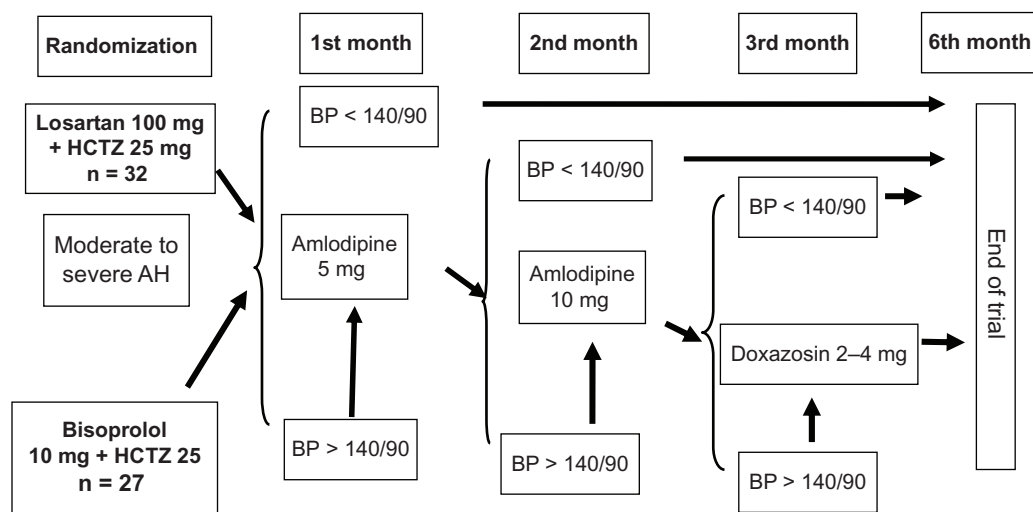 Randomization
1st month
2nd month
3rd month
6th month
Losartan 100 mg
+ HCTZ 25 mg
n = 32
Moderate to
severe AH
Bisoprolol
10 mg + HCTZ 25
n = 27
BP < 140/90
Amlodipine
5 mg
BP > 140/90
BP < 140/90
Amlodipine
10 mg
BP > 140/90
BP < 140/90
Doxazosin 2–4 mg
BP > 140/90
End of trial